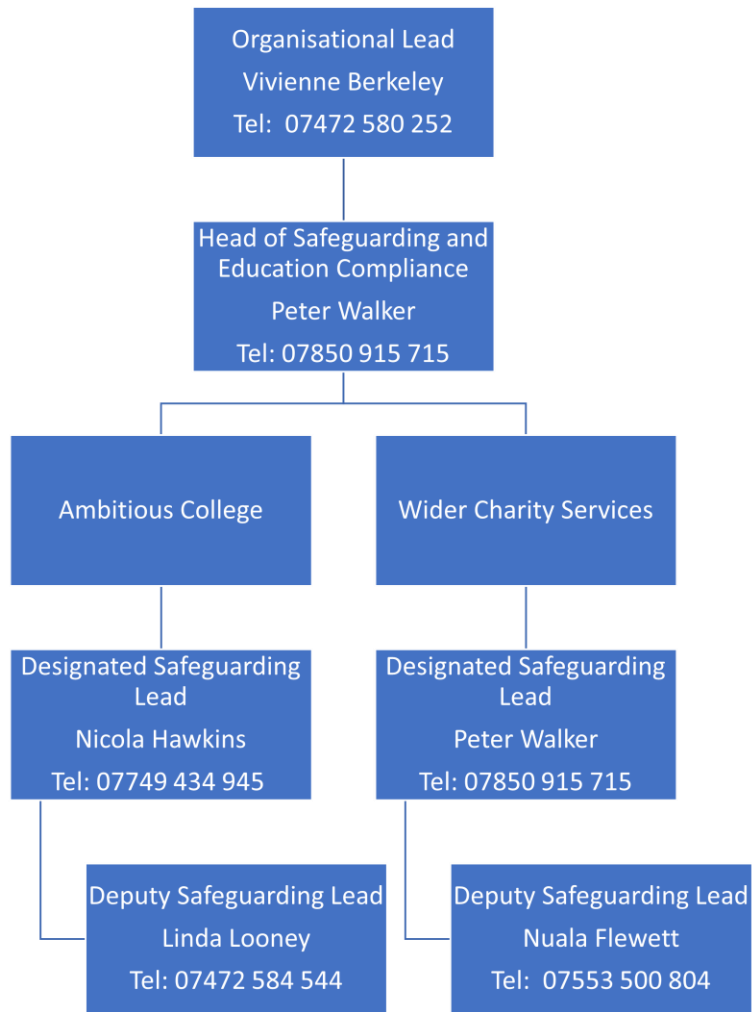 Organisational Lead
Vivienne Berkeley
Tel:  07472 580 252
Head of Safeguarding and
Education Compliance
Peter Walker
Tel: 07850 915 715
Ambitious College
Wider Charity Services
Designated Safeguarding
Lead
Nicola Hawkins
Tel: 07749 434 945
Designated Safeguarding
Lead
Peter Walker
Tel: 07850 915 715
Deputy Safeguarding Lead
Linda Looney
Tel: 07472 584 544
Deputy Safeguarding Lead
Nuala Flewett
Tel:  07553 500 804